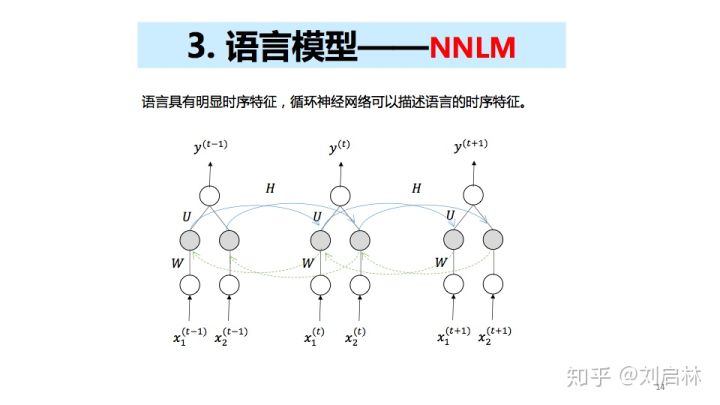 3. 语言模型——NNLM
语言具有明显时序特征，循环神经网络可以描述语言的时序特征。
y^(t-1) y^(t) y^(t+1)
H H
U U U
W W W
x_1^(t-1) x_2^(t-1) x_1^(t) x_2^(t) x_1^(t+1) x_2^(t+1)
知乎 @刘启林
14